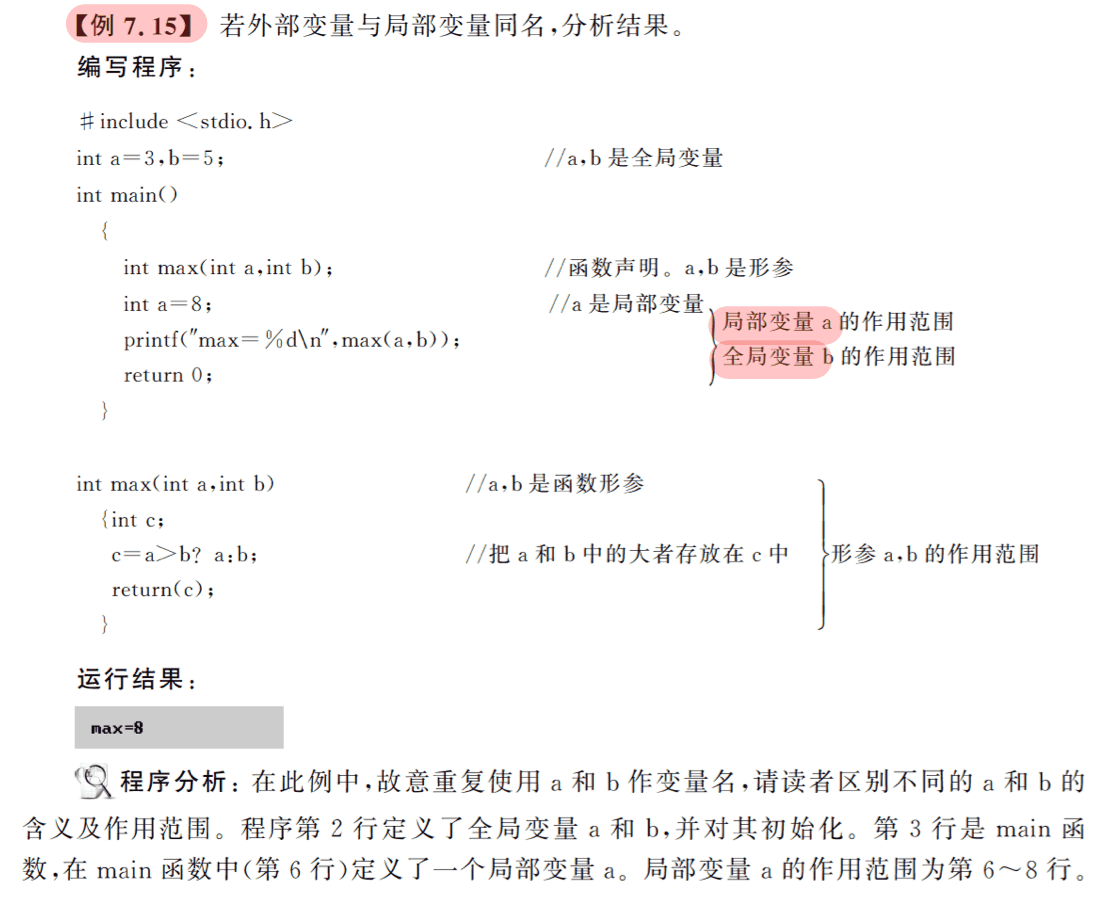 【例 7.15】 若外部变量与局部变量同名,分析结果。
编写程序:
#include <stdio.h>
int a=3,b=5; //a,b 是全局变量
int main()
{
int max(int a,int b); //函数声明。a,b 是形参
int a=8; //a 是局部变量
局部变量 a 的作用范围
printf("max=%d\n",max(a,b));
全局变量 b 的作用范围
return 0;
}
int max(int a,int b) //a,b 是函数形参
{int c;
c=a>b? a:b; //把 a 和 b 中的大者存放在 c 中 形参 a,b 的作用范围
return(c);
}
运行结果:
max=8
程序分析: 在此例中,故意重复使用 a 和 b 作变量名,请读者区别不同的 a 和 b 的
含义及作用范围。程序第 2 行定义了全局变量 a 和 b,并对其初始化。第 3 行是 main 函
数,在 main 函数中(第 6 行)定义了一个局部变量 a。局部变量 a 的作用范围为第 6～8 行。